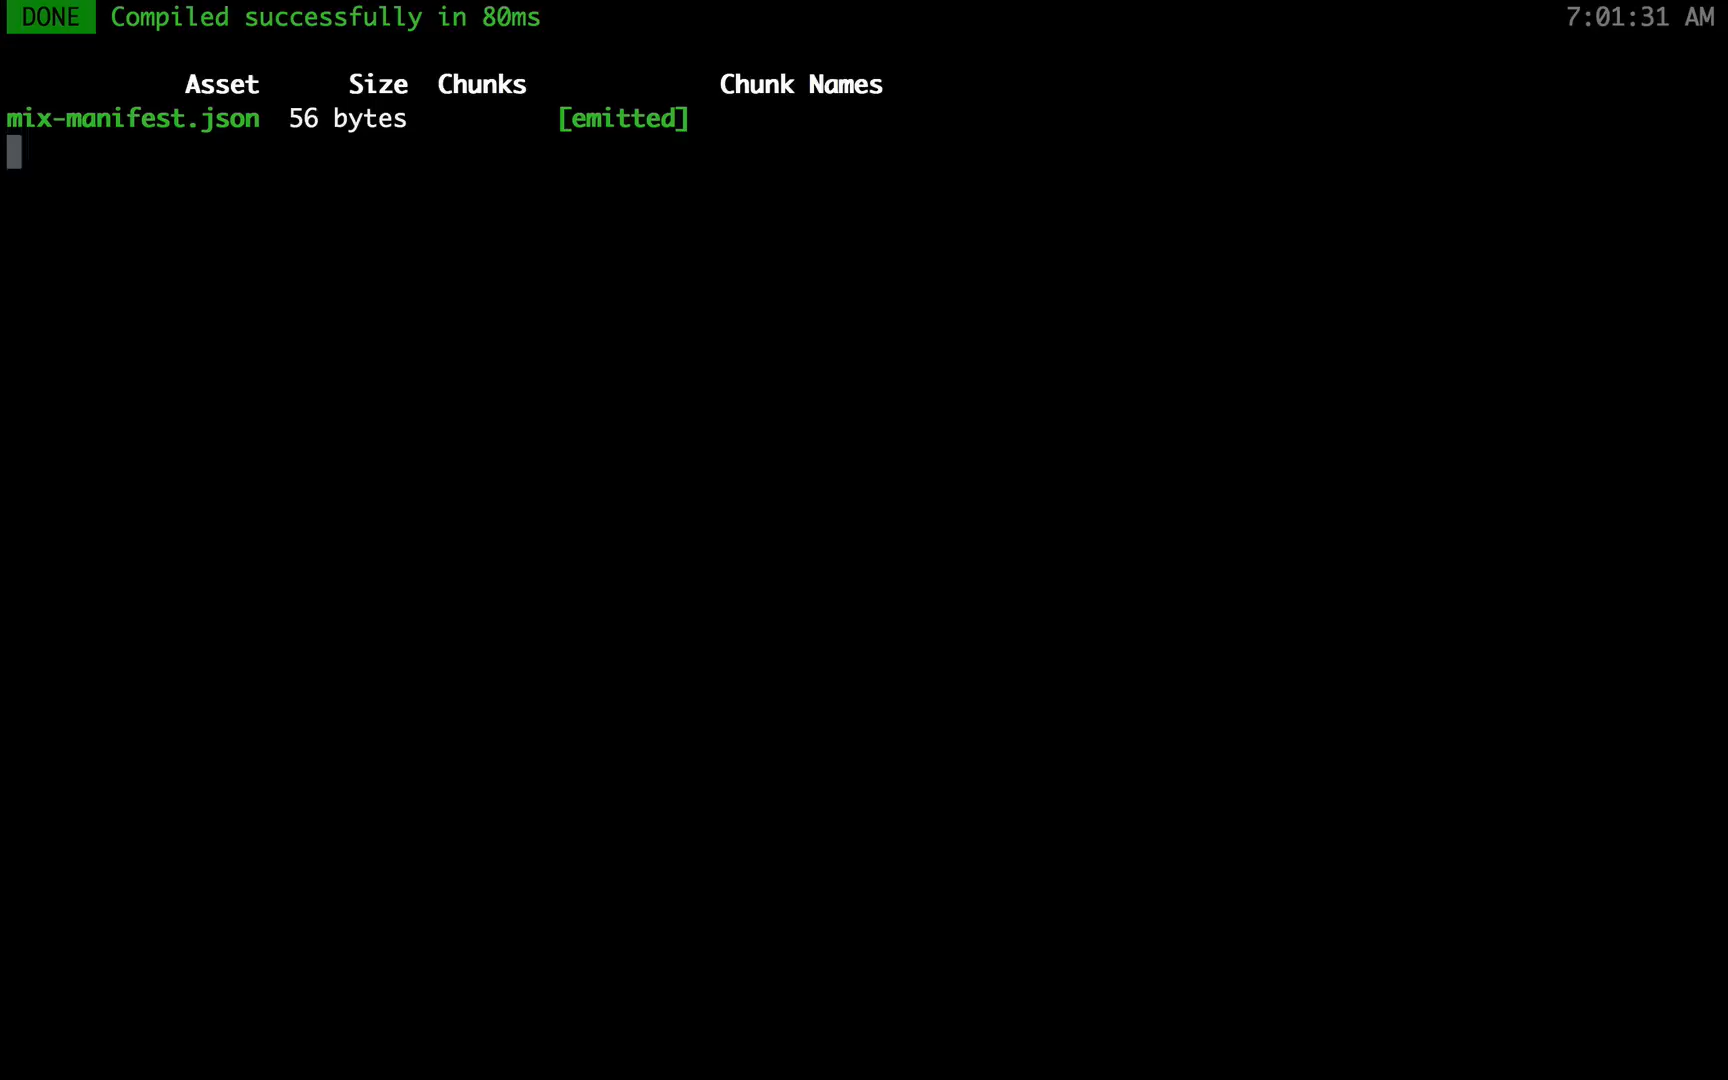 DONE Compiled successfully in 80ms 7:01:31 AM
Asset Size Chunks Chunk Names
mix-manifest.json 56 bytes [emitted]